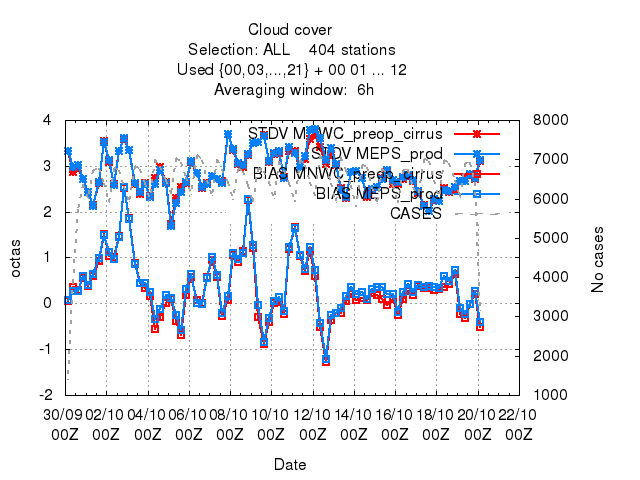 Cloud cover
Selection: ALL 404 stations
Used {00,03,...,21} + 00 01 ... 12
Averaging window: 6h
STDV MNWC_preop_cirrus
STDV MEPS_prod
BIAS MNWC_preop_cirrus
BIAS MEPS_prod
CASES
4
3
2
1
0
-1
-2
octas
8000
7000
6000
5000
4000
3000
2000
1000
No cases
30/09 02/10 04/10 06/10 08/10 10/10 12/10 14/10 16/10 18/10 20/10 22/10
00Z 00Z 00Z 00Z 00Z 00Z 00Z 00Z 00Z 00Z 00Z 00Z
Date